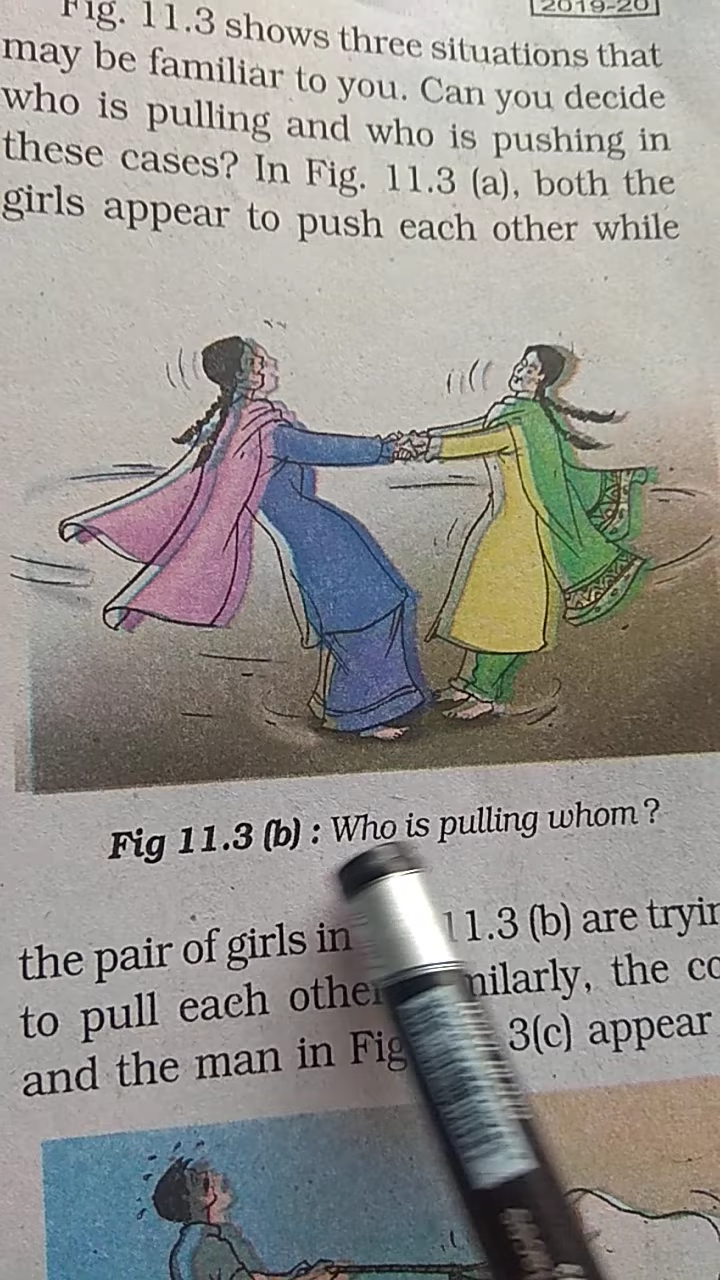 2019-20
Fig. 11.3 shows three situations that
may be familiar to you. Can you decide
who is pulling and who is pushing in
these cases? In Fig. 11.3 (a), both the
girls appear to push each other while
Fig 11.3 (b) : Who is pulling whom?
the pair of girls in 11.3 (b) are
to pull each other the
and the man in Fig 3(c) appear